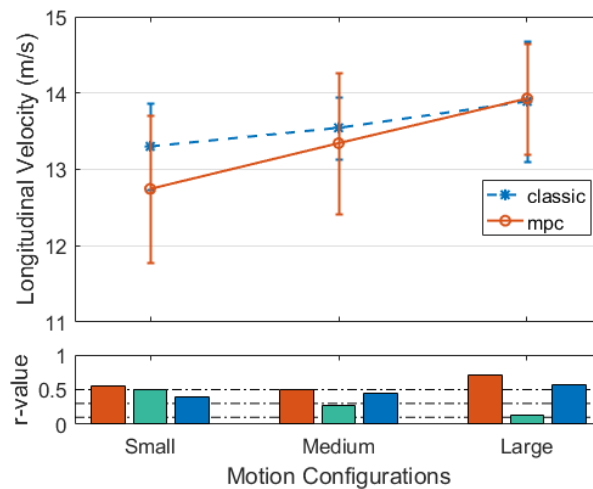 15
14
13
12
11
Longitudinal Velocity (m/s)
classic
mpc
1
0.5
0
r-value
Small Medium Large
Motion Configurations